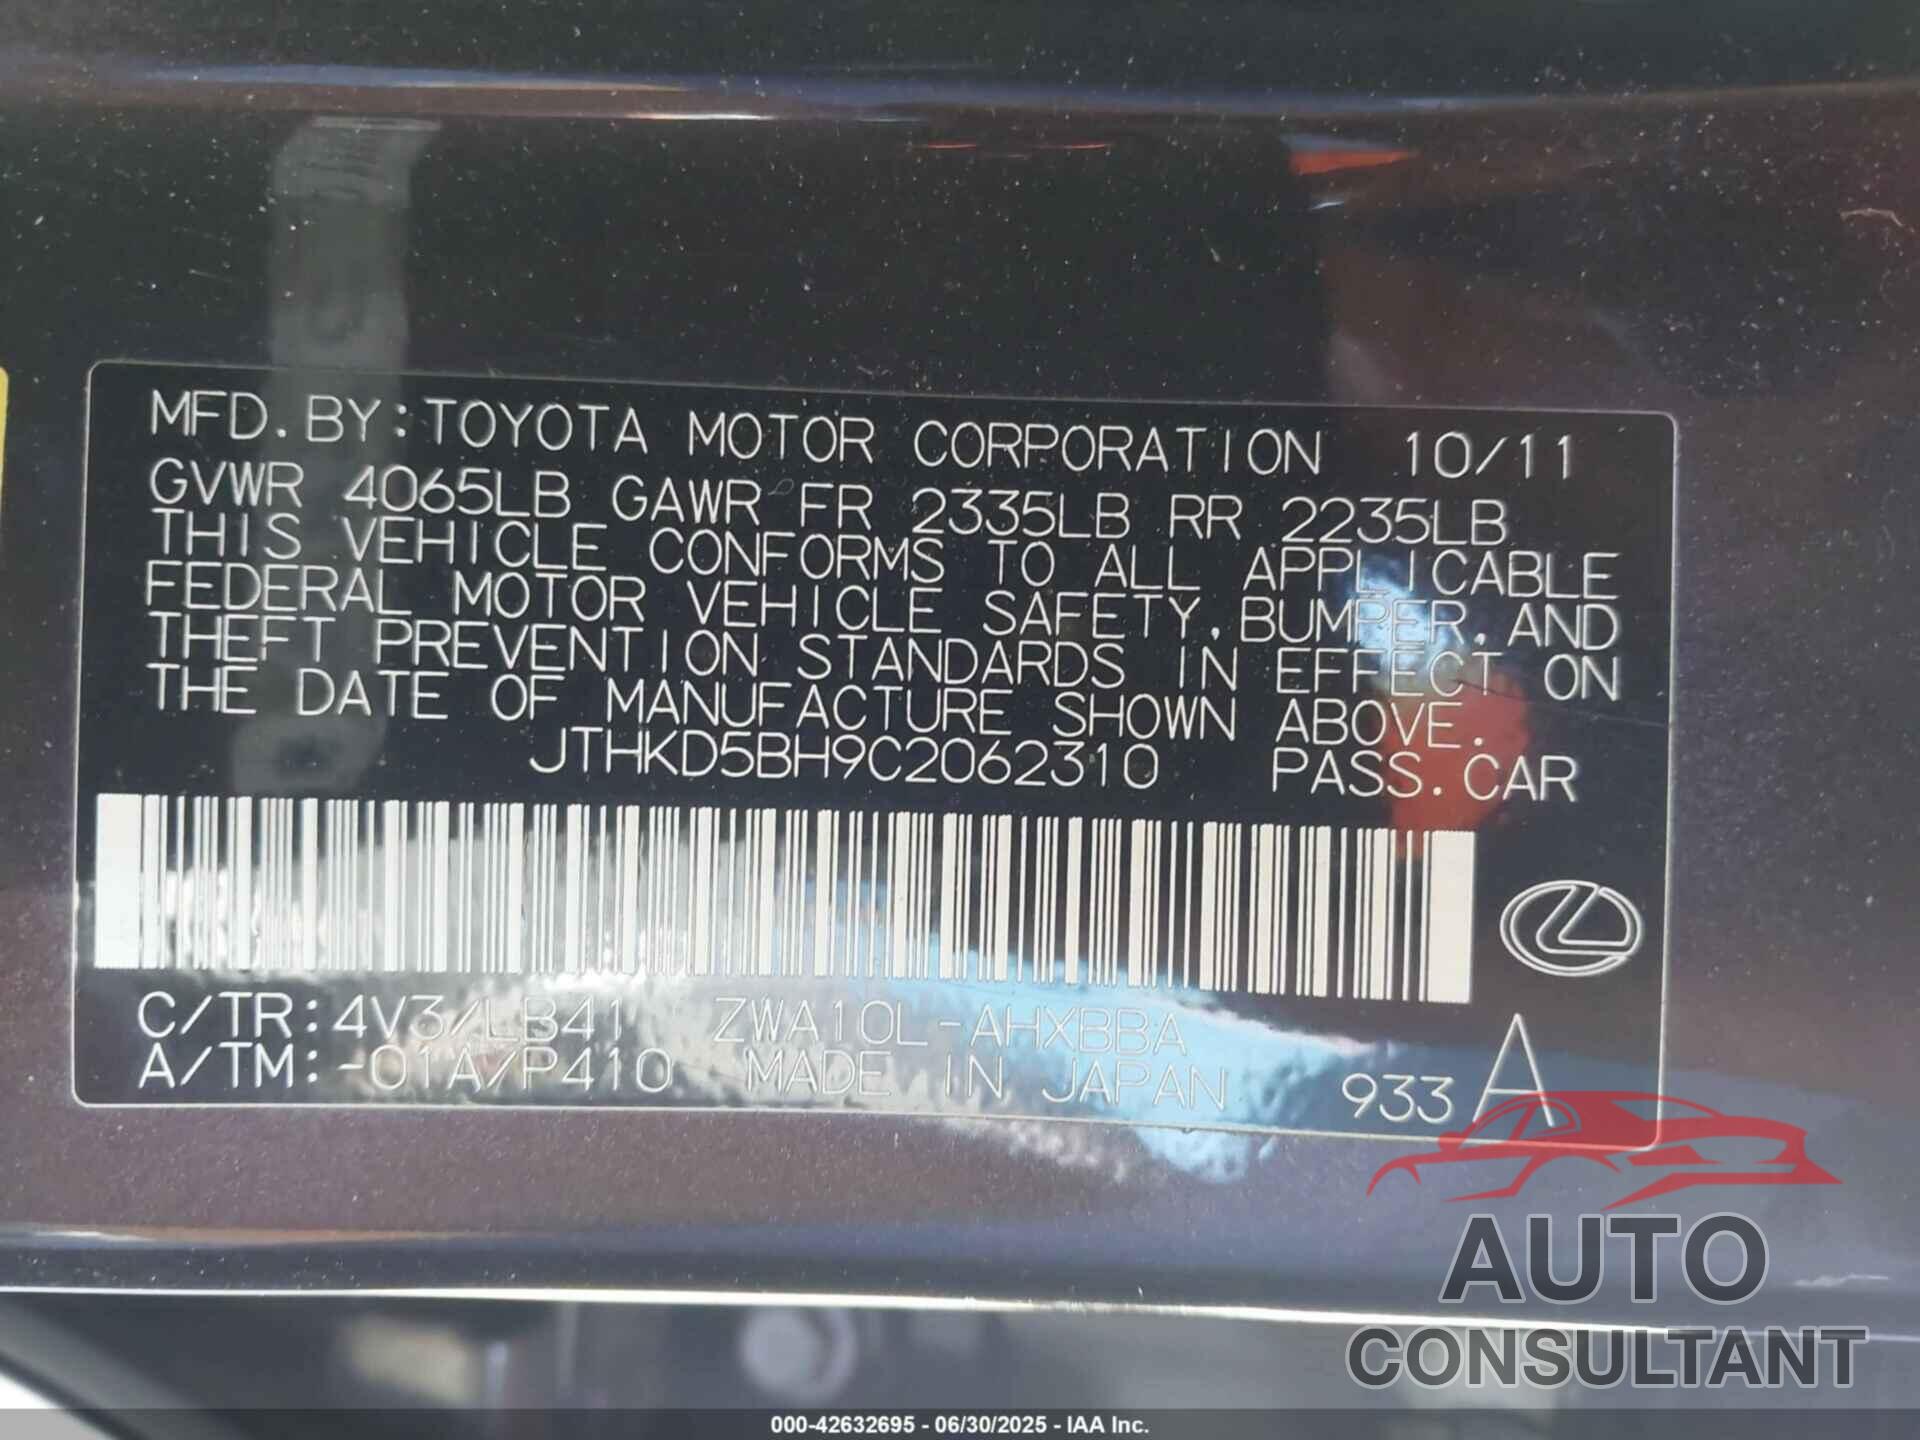 MFD. BY: TOYOTA MOTOR CORPORATION 10/11
GVWR 4065LB GAWR FR 2335LB RR 2235LB
THIS VEHICLE CONFORMS TO ALL APPLICABLE
FEDERAL MOTOR VEHICLE SAFETY, BUMPER, AND
THEFT PREVENTION STANDARDS IN EFFECT ON
THE DATE OF MANUFACTURE SHOWN ABOVE.
JTHKD5BH9C2062310 PASS. CAR
C/TR: 4V3/LB41 ZWA10L-AHXBBA
A/TM: -01A/P410 MADE IN JAPAN 933 A
AUTO
CONSULTANT
000-42632695 - 06/30/2025 - IAA Inc.